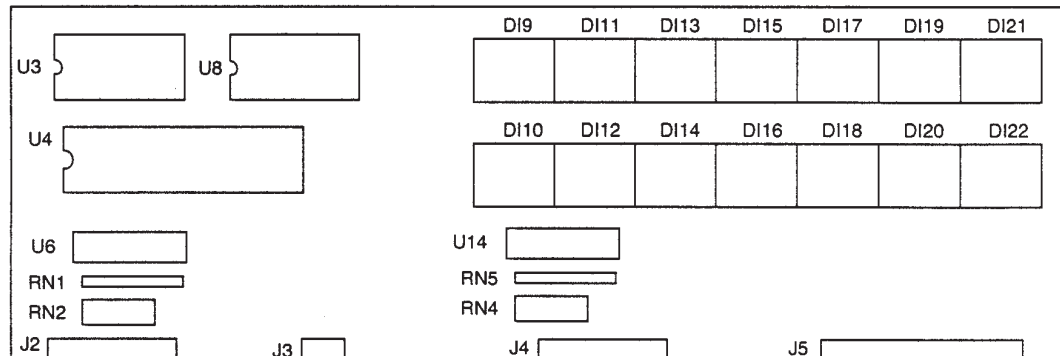 DI9 DI11 DI13 DI15 DI17 DI19 DI21
U3 U8
U4 DI10 DI12 DI14 DI16 DI18 DI20 DI22
U6 U14
RN1 RN5
RN2 RN4
J2 J3 J4 J5